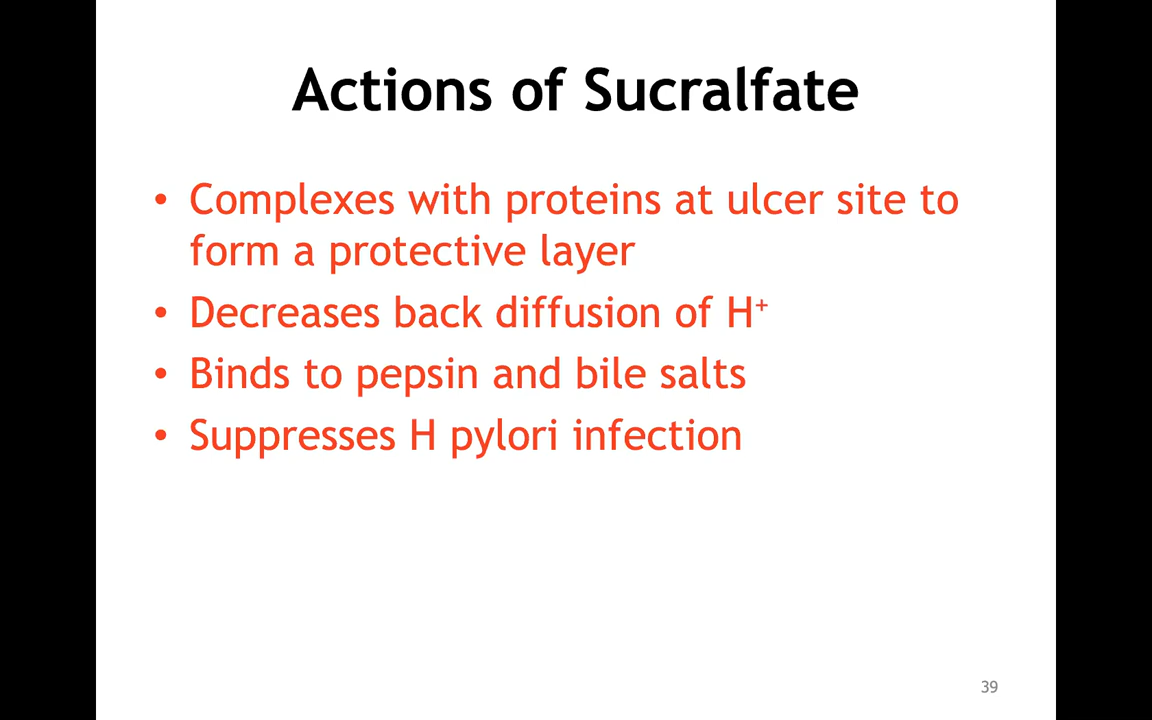 Actions of Sucralfate
• Complexes with proteins at ulcer site to
form a protective layer
• Decreases back diffusion of H⁺
• Binds to pepsin and bile salts
• Suppresses H pylori infection
39